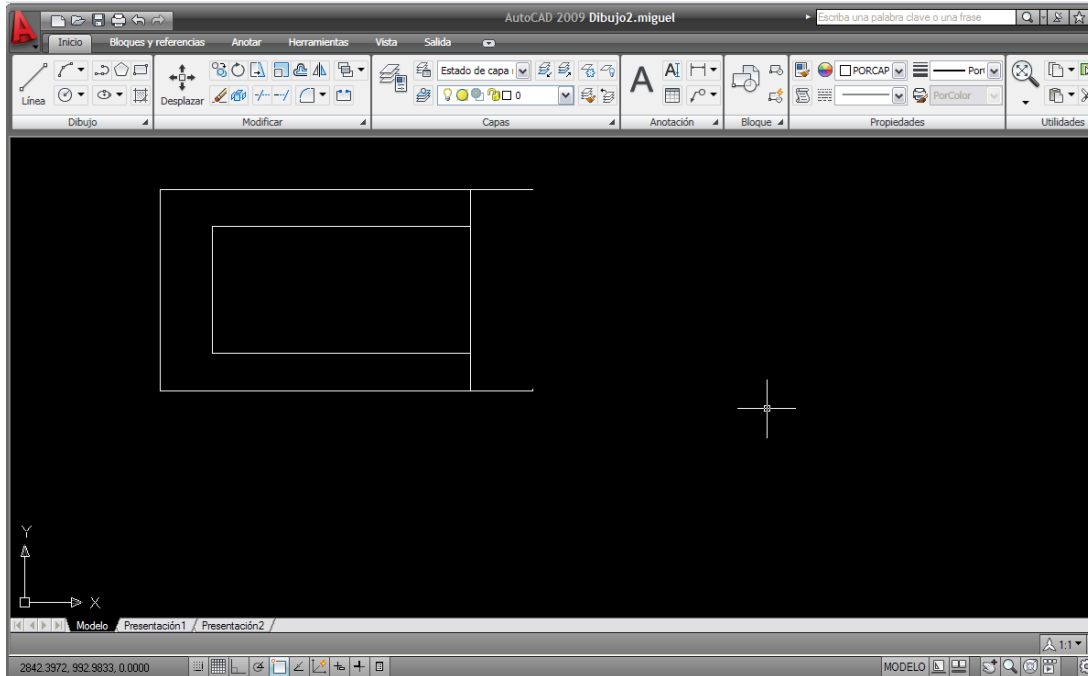 AutoCAD 2009 Dibujo2.miguel
Escriba una palabra clave o una frase
Inicio Bloques y referencias Anotar Herramientas Vista Salida
Línea
Desplazar
Estado de capa
0
A
AI
PORCAP
Por
PorColor
Dibujo Modificar Capas Anotación Bloque Propiedades Utilidades
Y
X
Modelo Presentación1 Presentación2
1:1
2842.3972, 992.9833, 0.0000
MODELO